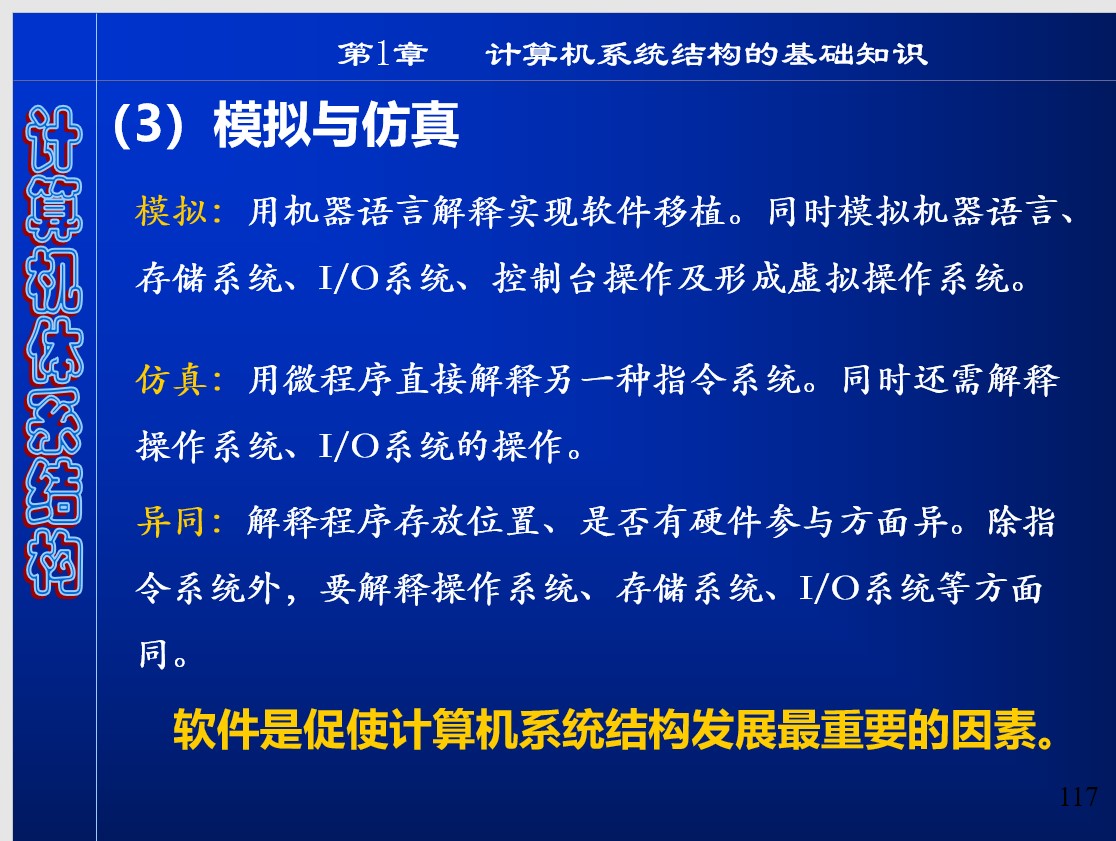 第1章 计算机系统结构的基础知识
计算机体系结构
（3）模拟与仿真
模拟：用机器语言解释实现软件移植。同时模拟机器语言、
存储系统、I/O系统、控制台操作及形成虚拟操作系统。
仿真：用微程序直接解释另一种指令系统。同时还需解释
操作系统、I/O系统的操作。
异同：解释程序存放位置、是否有硬件参与方面异。除指
令系统外，要解释操作系统、存储系统、I/O系统等方面
同。
软件是促使计算机系统结构发展最重要的因素。
117